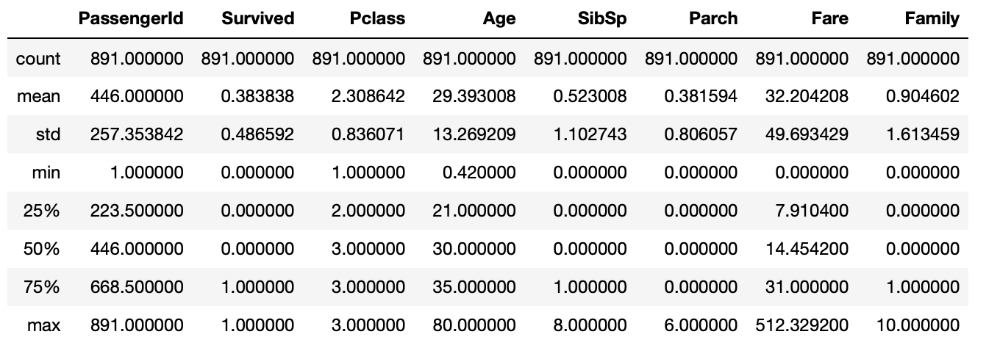 PassengerId Survived Pclass Age SibSp Parch Fare Family
count 891.000000 891.000000 891.000000 891.000000 891.000000 891.000000 891.000000 891.000000
mean 446.000000 0.383838 2.308642 29.393008 0.523008 0.381594 32.204208 0.904602
std 257.353842 0.486592 0.836071 13.269209 1.102743 0.806057 49.693429 1.613459
min 1.000000 0.000000 1.000000 0.420000 0.000000 0.000000 0.000000 0.000000
25% 223.500000 0.000000 2.000000 21.000000 0.000000 0.000000 7.910400 0.000000
50% 446.000000 0.000000 3.000000 30.000000 0.000000 0.000000 14.454200 0.000000
75% 668.500000 1.000000 3.000000 35.000000 1.000000 0.000000 31.000000 1.000000
max 891.000000 1.000000 3.000000 80.000000 8.000000 6.000000 512.329200 10.000000